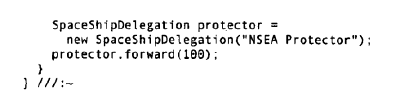 SpaceShipDelegation protector =
      new SpaceShipDelegation("NSEA Protector");
    protector.forward(100);
  }
} ///:~